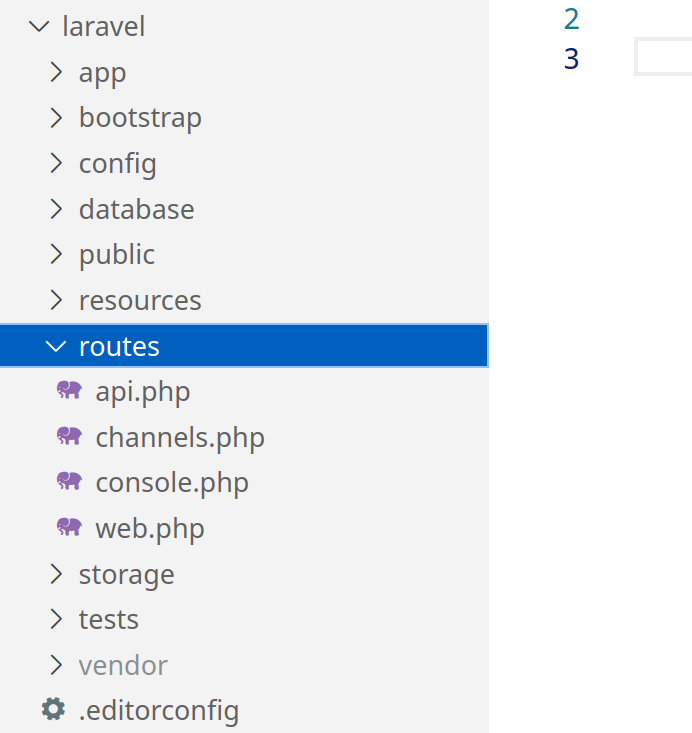 laravel
app
bootstrap
config
database
public
resources
routes
api.php
channels.php
console.php
web.php
storage
tests
vendor
.editorconfig
2
3